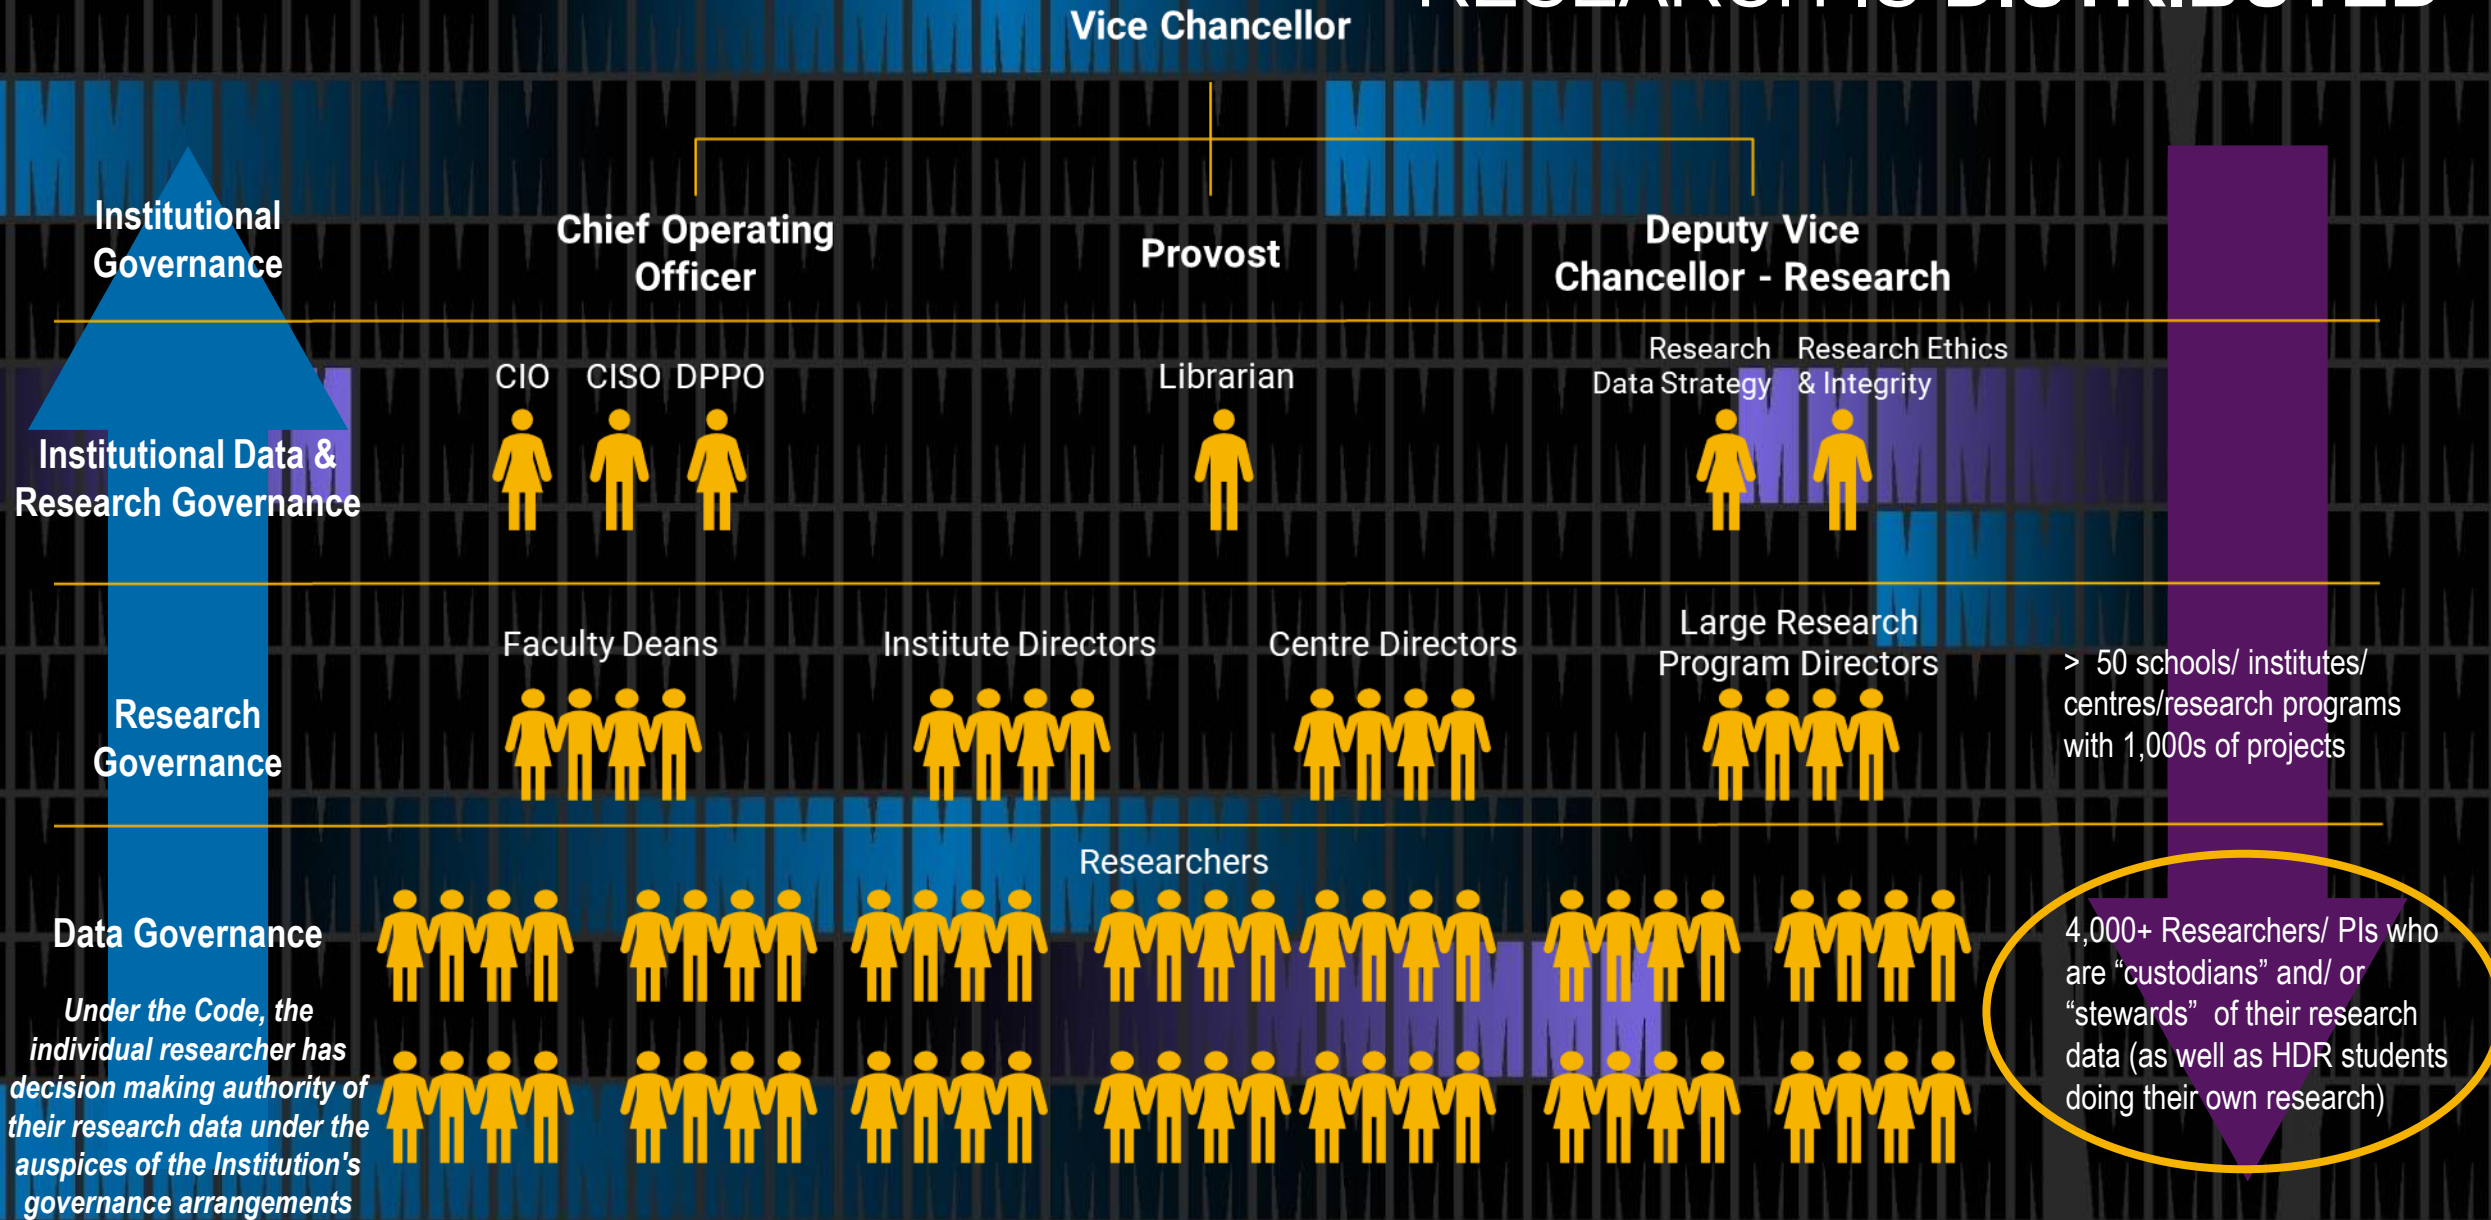 RESEARCH IS DISTRIBUTED
Vice Chancellor
Institutional
Governance
Chief Operating
Officer
Provost
Deputy Vice
Chancellor - Research
CIO CISO DPPO
Librarian
Research
Data Strategy
Research Ethics
& Integrity
Institutional Data &
Research Governance
Faculty Deans
Institute Directors
Centre Directors
Large Research
Program Directors
Research
Governance
> 50 schools/ institutes/
centres/research programs
with 1,000s of projects
Researchers
Data Governance
Under the Code, the
individual researcher has
decision making authority of
their research data under the
auspices of the Institution's
governance arrangements
4,000+ Researchers/ PIs who
are “custodians” and/ or
“stewards” of their research
data (as well as HDR students
doing their own research)